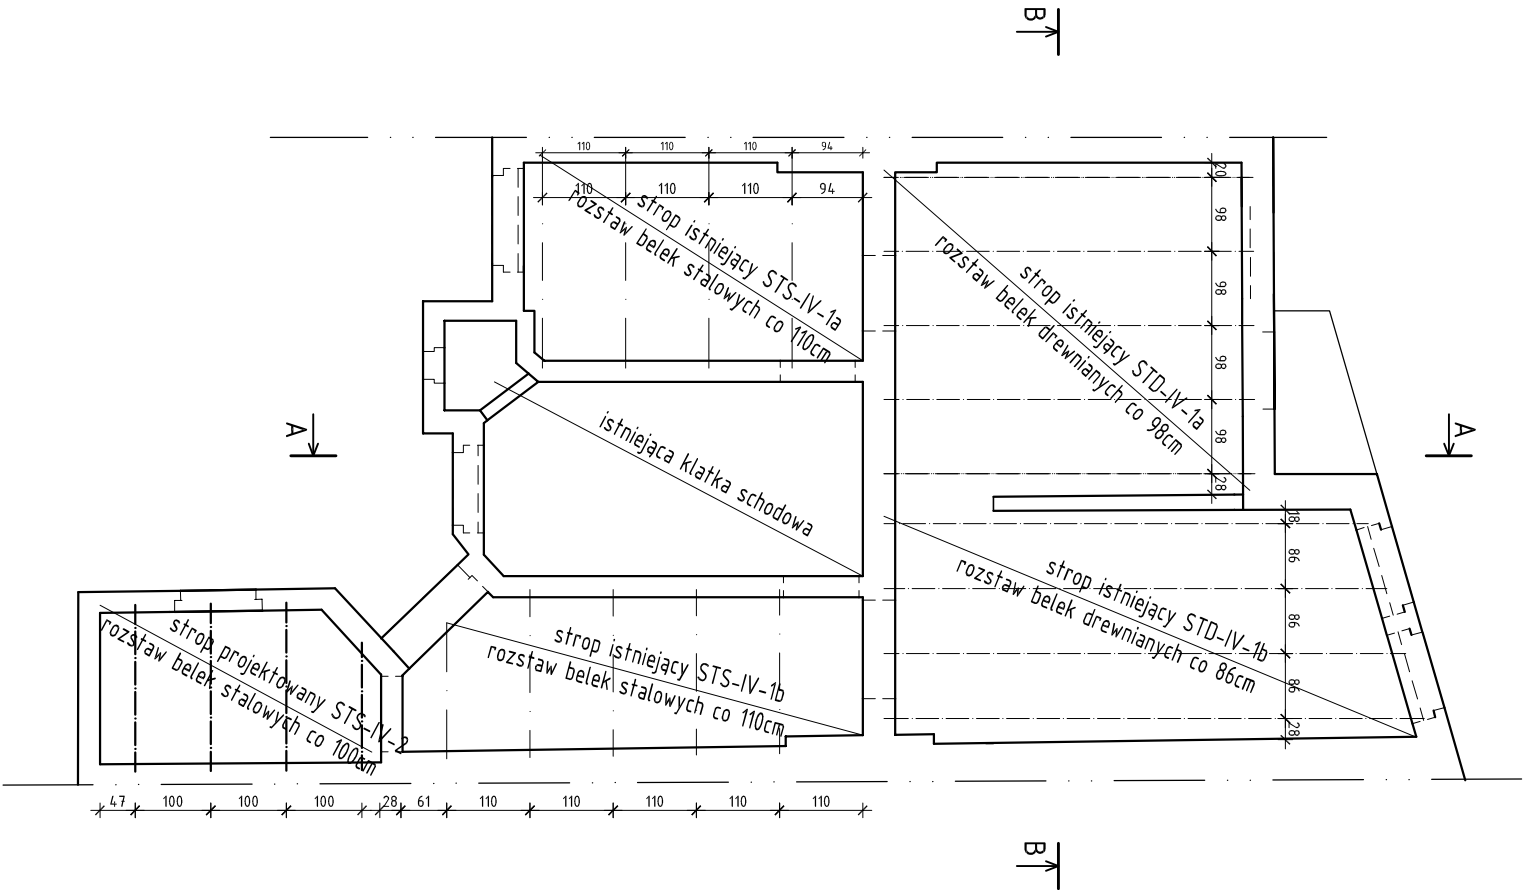 B
110 110 110 94
110 110 110 94
strop istniejący STS-IV-1a
rozstaw belek stalowych co 110cm
20
98
98
98
98
28
strop istniejący STD-IV-1a
rozstaw belek drewnianych co 98cm
A
A
istniejąca klatka schodowa
18
86
86
86
28
strop istniejący STD-IV-1b
rozstaw belek drewnianych co 86cm
strop istniejący STS-IV-1b
rozstaw belek stalowych co 110cm
strop projektowany STS-IV-2
rozstaw belek stalowych co 100cm
47 100 100 100 28 61 110 110 110 110 110
B